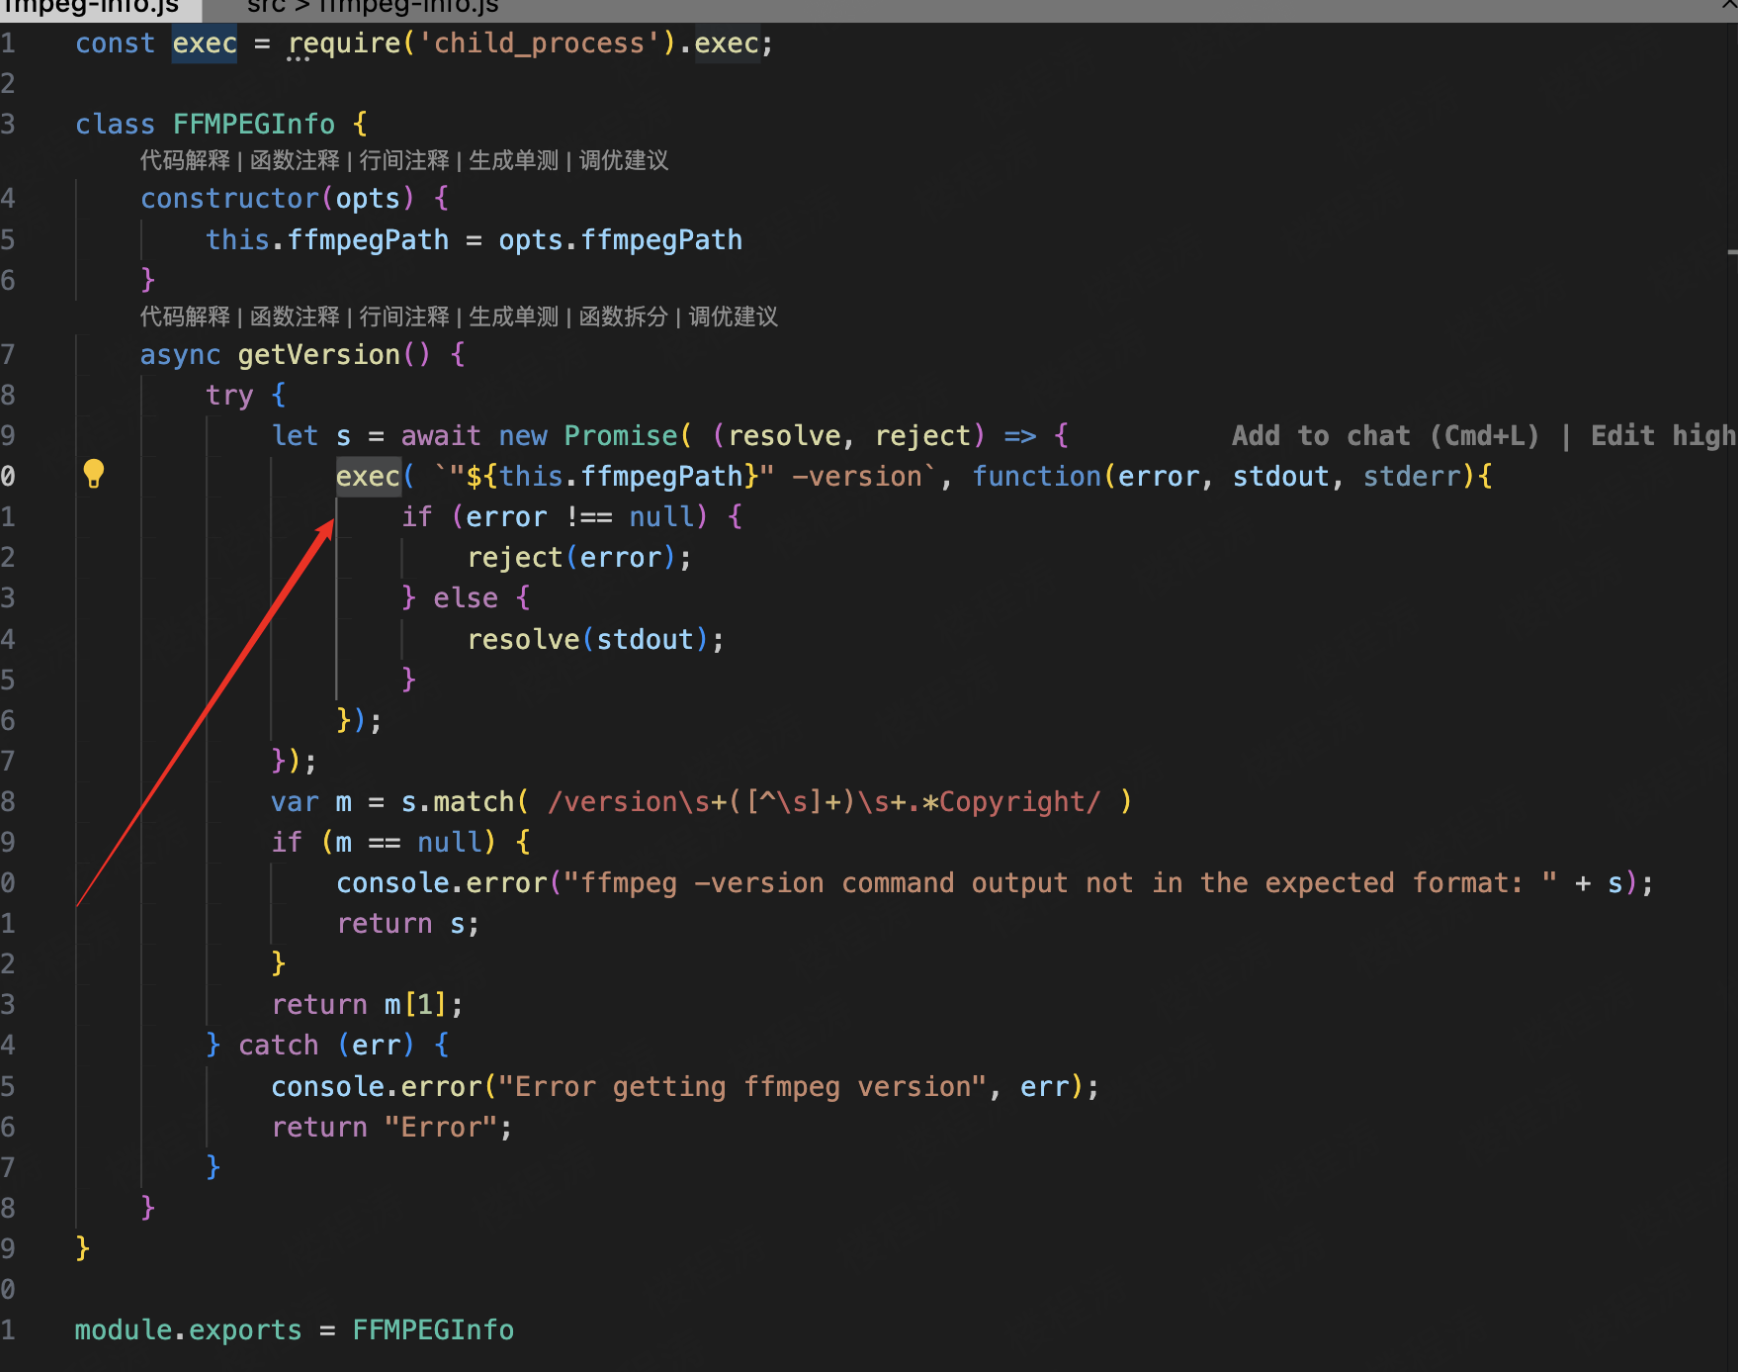 fmpeg-info.js src > ffmpeg-info.js
1 const exec = require('child_process').exec;
2
3 class FFMPEGInfo {
代码解释 | 函数注释 | 行间注释 | 生成单测 | 调优建议
4 constructor(opts) {
5 this.ffmpegPath = opts.ffmpegPath
6 }
代码解释 | 函数注释 | 行间注释 | 生成单测 | 函数拆分 | 调优建议
7 async getVersion() {
8 try {
9 let s = await new Promise( (resolve, reject) => { Add to chat (Cmd+L) | Edit high
0 exec( `"${this.ffmpegPath}" -version`, function(error, stdout, stderr){
1 if (error !== null) {
2 reject(error);
3 } else {
4 resolve(stdout);
5 }
6 });
7 });
8 var m = s.match( /version\s+([^\s]+)\s+.*Copyright/ )
9 if (m == null) {
0 console.error("ffmpeg -version command output not in the expected format: " + s);
1 return s;
2 }
3 return m[1];
4 } catch (err) {
5 console.error("Error getting ffmpeg version", err);
6 return "Error";
7 }
8 }
9 }
0
1 module.exports = FFMPEGInfo